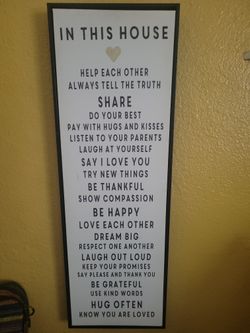 IN THIS HOUSE
HELP EACH OTHER
ALWAYS TELL THE TRUTH
SHARE
DO YOUR BEST
PAY WITH HUGS AND KISSES
LISTEN TO YOUR PARENTS
LAUGH AT YOURSELF
SAY I LOVE YOU
TRY NEW THINGS
BE THANKFUL
SHOW COMPASSION
BE HAPPY
LOVE EACH OTHER
DREAM BIG
RESPECT ONE ANOTHER
LAUGH OUT LOUD
KEEP YOUR PROMISES
SAY PLEASE AND THANK YOU
BE GRATEFUL
USE KIND WORDS
HUG OFTEN
KNOW YOU ARE LOVED